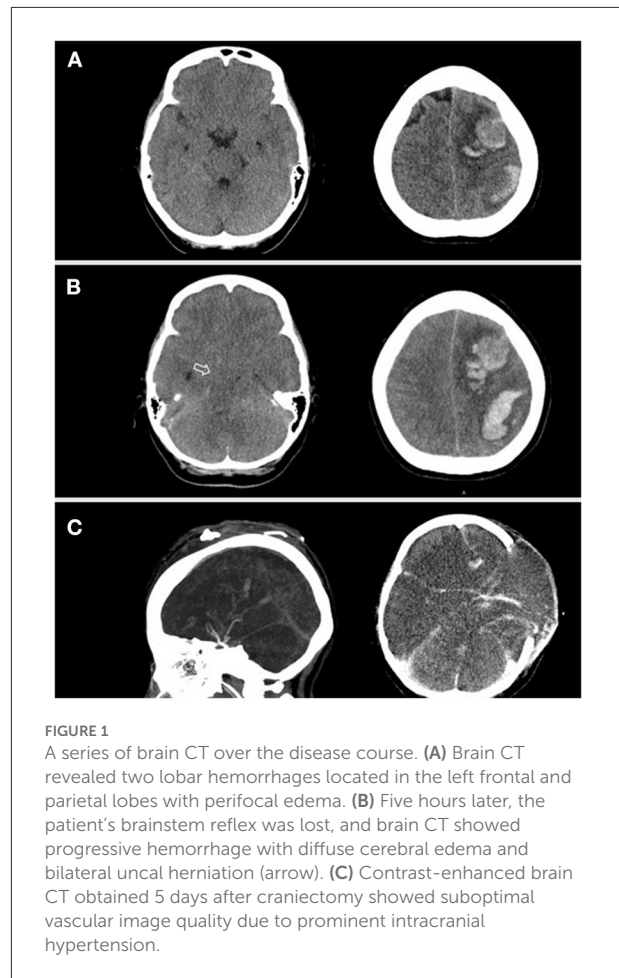 A
B
C
FIGURE 1
A series of brain CT over the disease course. (A) Brain CT
revealed two lobar hemorrhages located in the left frontal and
parietal lobes with perifocal edema. (B) Five hours later, the
patient's brainstem reflex was lost, and brain CT showed
progressive hemorrhage with diffuse cerebral edema and
bilateral uncal herniation (arrow). (C) Contrast-enhanced brain
CT obtained 5 days after craniectomy showed suboptimal
vascular image quality due to prominent intracranial
hypertension.